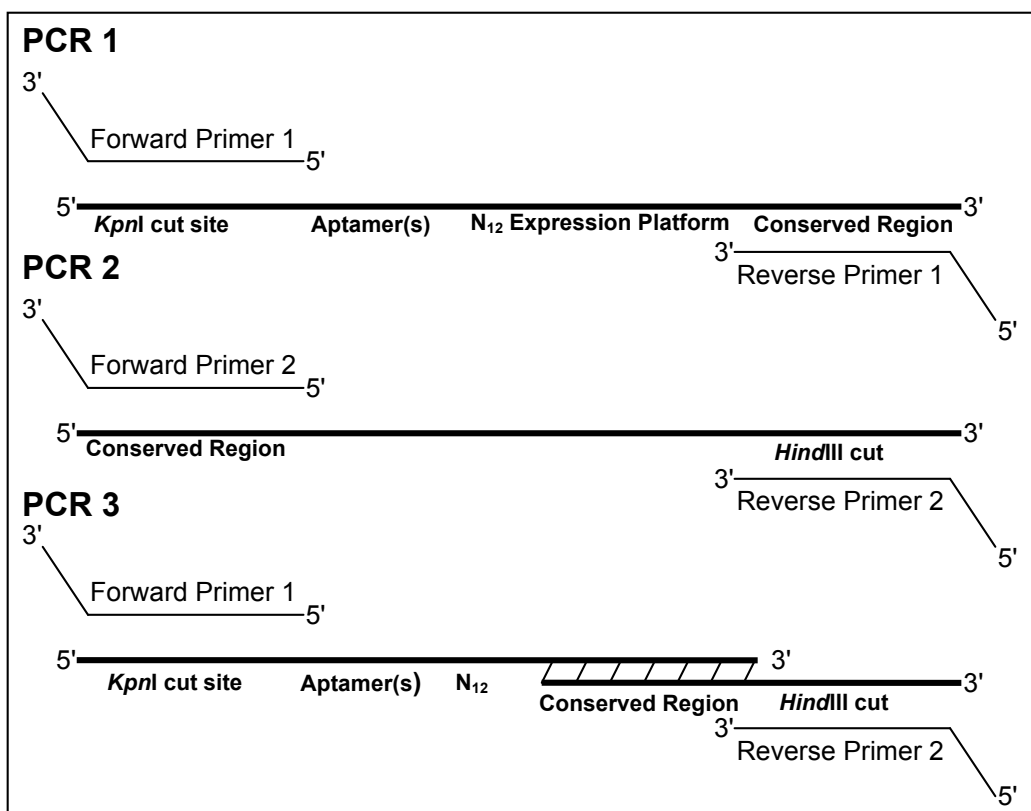 PCR 1
3'
Forward Primer 1
5'
5'
3'
KpnI cut site Aptamer(s) N12 Expression Platform Conserved Region
3'
Reverse Primer 1
5'
PCR 2
3'
Forward Primer 2
5'
5'
3'
Conserved Region HindIII cut
3'
Reverse Primer 2
5'
PCR 3
3'
Forward Primer 1
5'
5'
3'
3'
KpnI cut site Aptamer(s) N12 Conserved Region HindIII cut
3'
Reverse Primer 2
5'